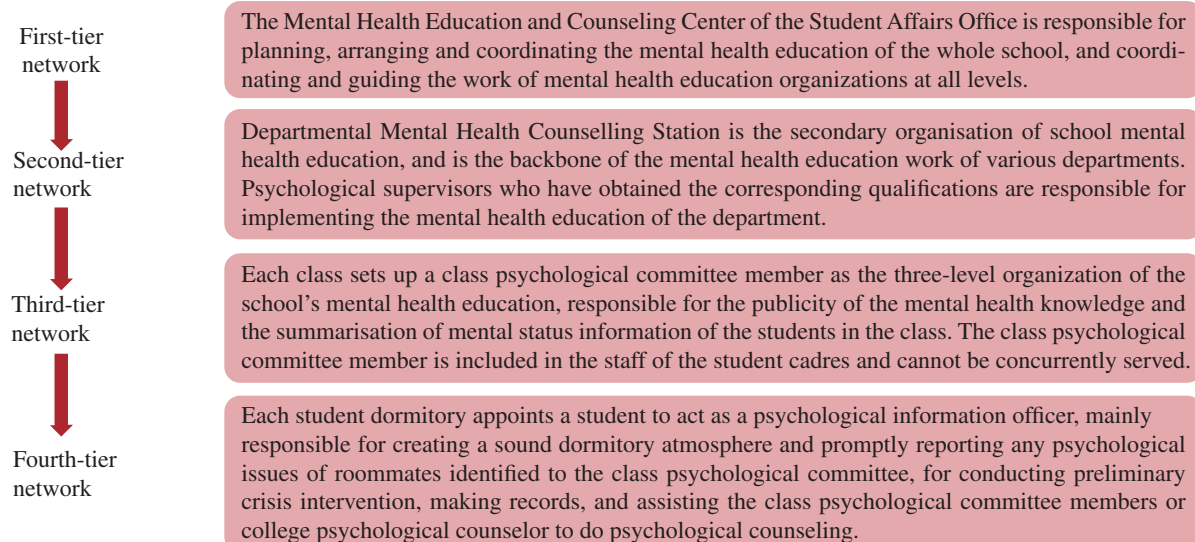 First-tier
network
The Mental Health Education and Counseling Center of the Student Affairs Office is responsible for
planning, arranging and coordinating the mental health education of the whole school, and coordi-
nating and guiding the work of mental health education organizations at all levels.
Second-tier
network
Departmental Mental Health Counselling Station is the secondary organisation of school mental
health education, and is the backbone of the mental health education work of various departments.
Psychological supervisors who have obtained the corresponding qualifications are responsible for
implementing the mental health education of the department.
Third-tier
network
Each class sets up a class psychological committee member as the three-level organization of the
school's mental health education, responsible for the publicity of the mental health knowledge and
the summarisation of mental status information of the students in the class. The class psychological
committee member is included in the staff of the student cadres and cannot be concurrently served.
Fourth-tier
network
Each student dormitory appoints a student to act as a psychological information officer, mainly
responsible for creating a sound dormitory atmosphere and promptly reporting any psychological
issues of roommates identified to the class psychological committee, for conducting preliminary
crisis intervention, making records, and assisting the class psychological committee members or
college psychological counselor to do psychological counseling.